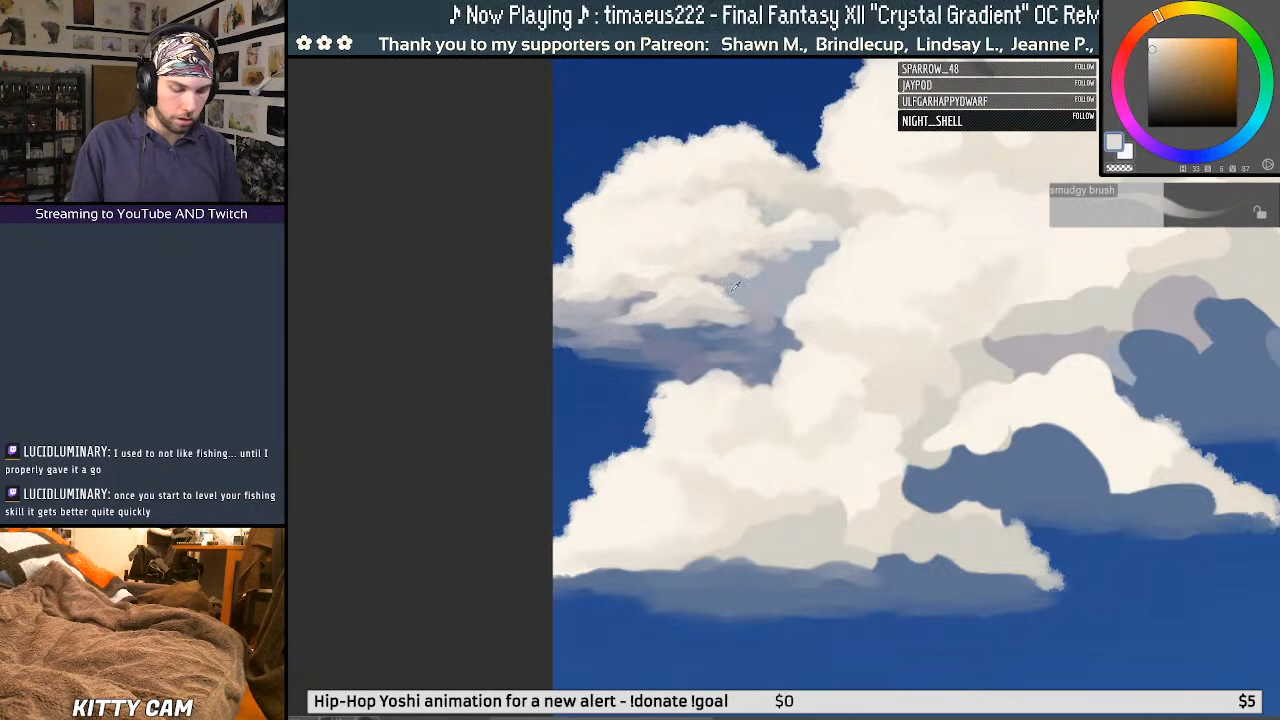 ♪ Now Playing ♪ : timaeus222 - Final Fantasy XII "Crystal Gradient" OC ReM
✿ ✿ ✿ Thank you to my supporters on Patreon: Shawn M., Brindlecup, Lindsay L., Jeanne P.,
SPARROW_48 FOLLOW
JAYPOD FOLLOW
ULFGARHAPPYDWARF FOLLOW
NIGHT_SHELL FOLLOW
H 33 S 6 V 87
smudgy brush
Streaming to YouTube AND Twitch
LUCIDLUMINARY: I used to not like fishing... until I
properly gave it a go
LUCIDLUMINARY: once you start to level your fishing
skill it gets better quite quickly
KITTY CAM
Hip-Hop Yoshi animation for a new alert - !donate !goal $0 $5